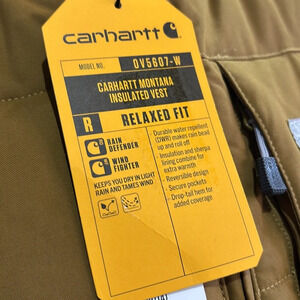 carhartt
MODEL NO. OV5607-W
CARHARTT MONTANA
INSULATED VEST
R RELAXED FIT
RAIN
DEFENDER
WIND
FIGHTER
KEEPS YOU DRY IN LIGHT
RAIN AND TAMES WIND
Durable water repellent
(DWR) makes rain bead
up and roll off
- Insulation and sherpa
lining combine for
extra warmth
- Reversible design
- Secure pockets
- Drop-tail hem for
added coverage